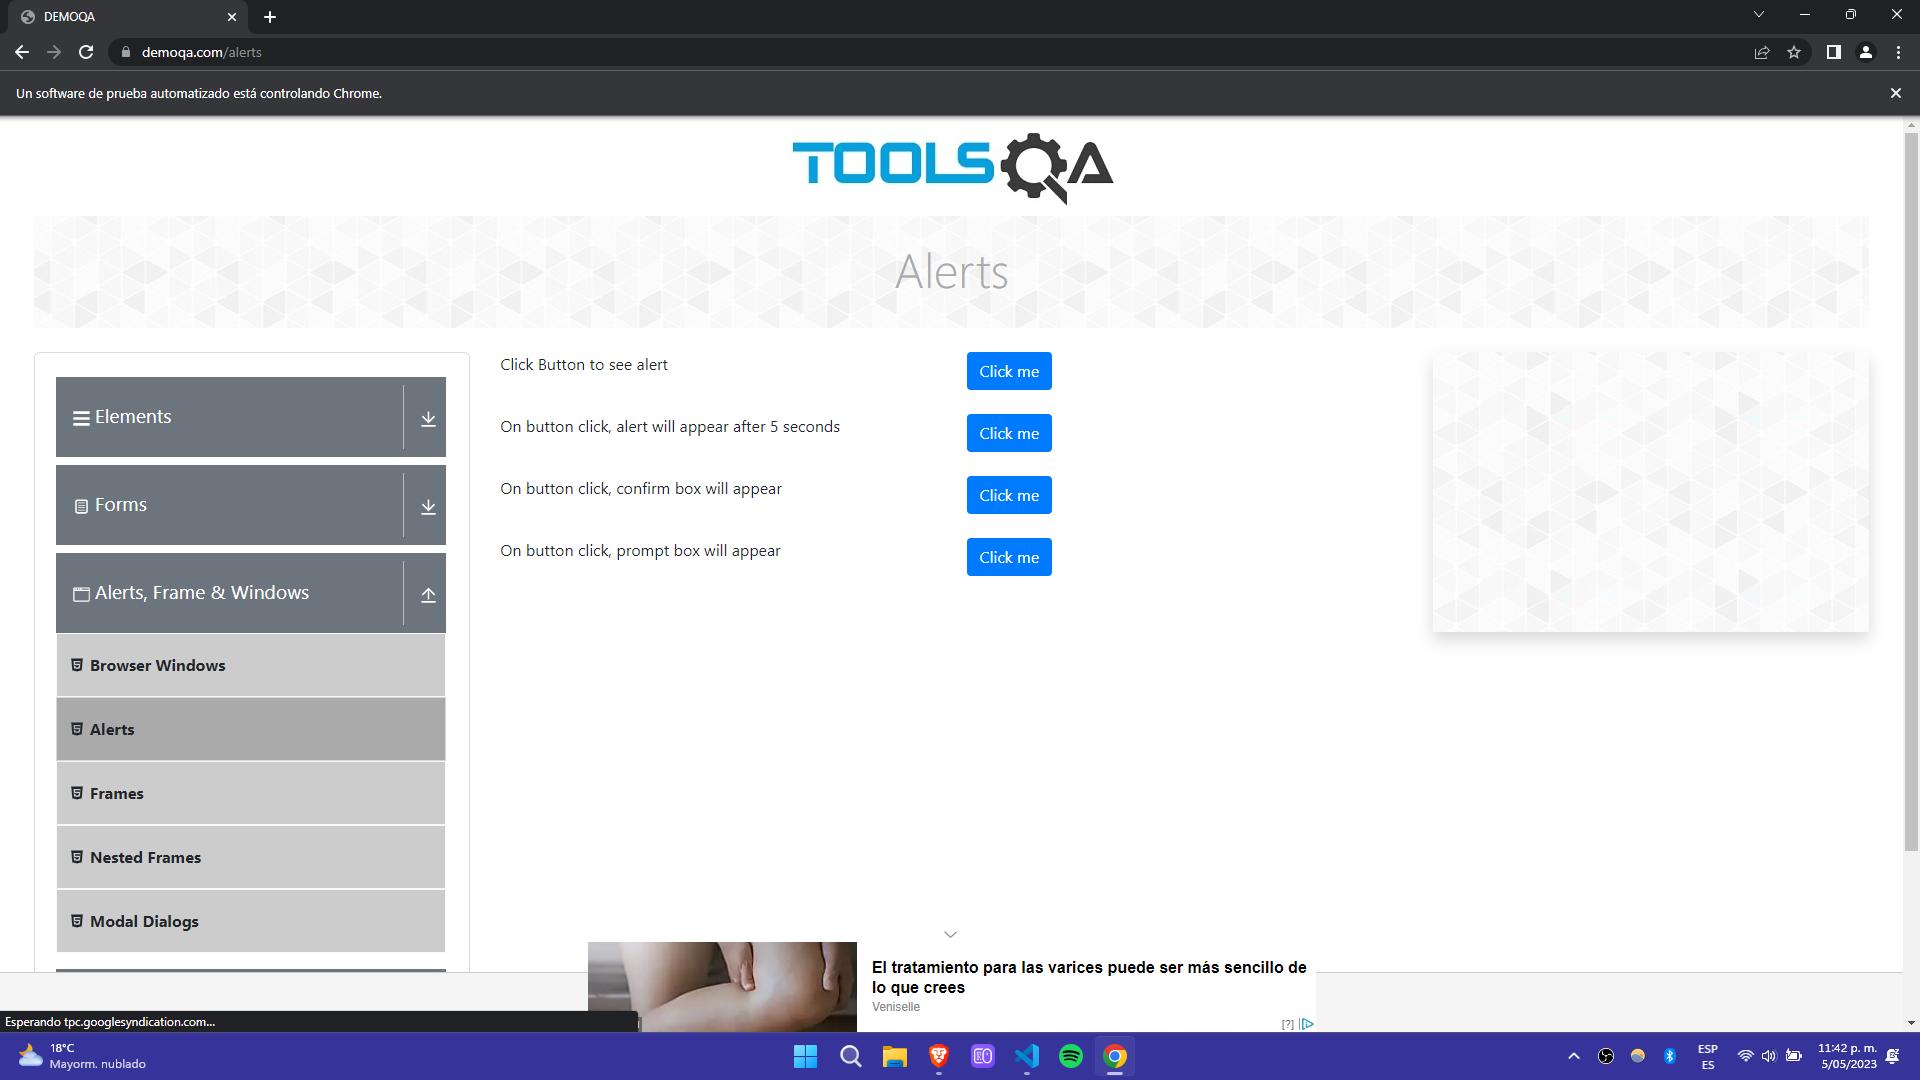 DEMOQA
demoqa.com/alerts
Un software de prueba automatizado está controlando Chrome.
TOOLSQA
Alerts
Elements
Forms
Alerts, Frame & Windows
Browser Windows
Alerts
Frames
Nested Frames
Modal Dialogs
Click Button to see alert
Click me
On button click, alert will appear after 5 seconds
Click me
On button click, confirm box will appear
Click me
On button click, prompt box will appear
Click me
El tratamiento para las varices puede ser más sencillo de
lo que crees
Veniselle
[?]
Esperando tpc.googlesyndication.com...
18°C
Mayorm. nublado
ESP
ES
11:42 p. m.
5/05/2023